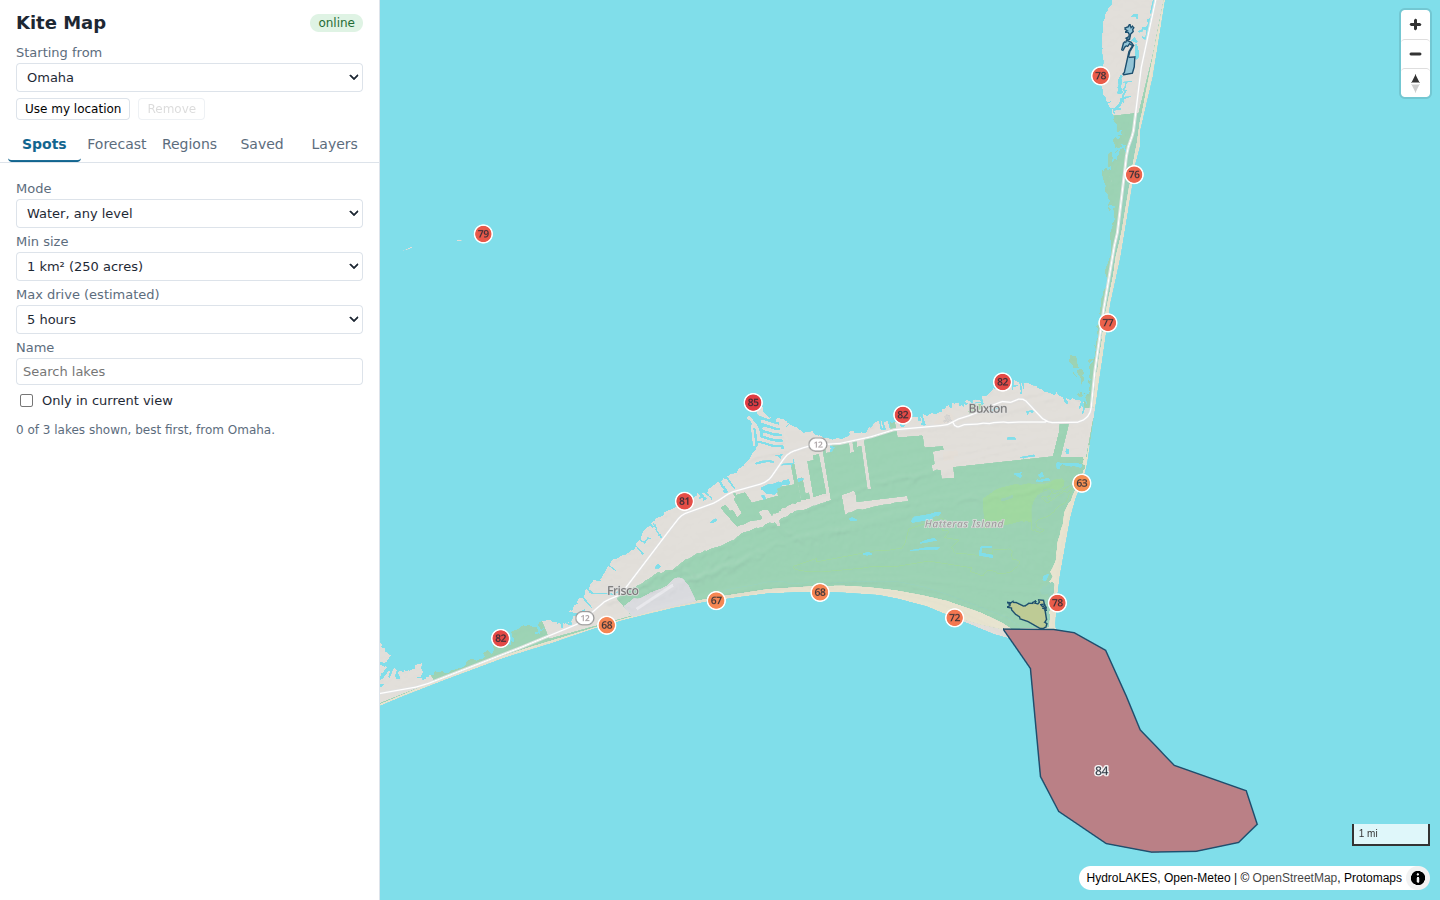 Kite Map
online
Starting from
Omaha
Use my location
Remove
Spots
Forecast
Regions
Saved
Layers
Mode
Water, any level
Min size
1 km² (250 acres)
Max drive (estimated)
5 hours
Name
Search lakes
Only in current view
0 of 3 lakes shown, best first, from Omaha.
78
76
79
77
82
85
82
Buxton
12
63
81
Hatteras Island
Frisco
67
68
78
12
68
72
82
84
1 mi
HydroLAKES, Open-Meteo | © OpenStreetMap, Protomaps